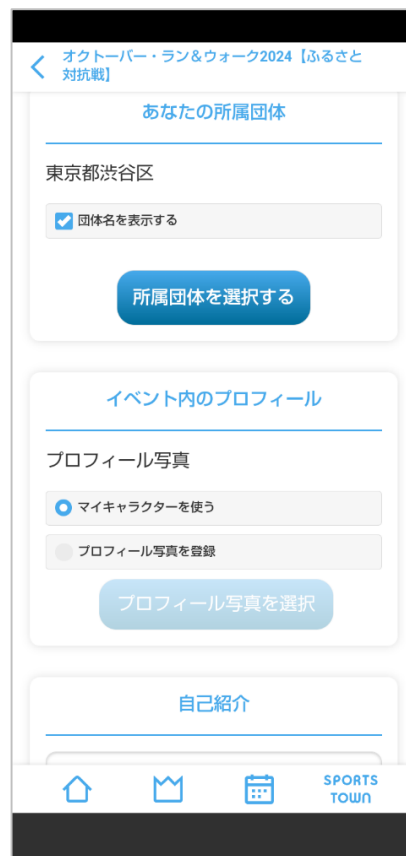 オクトーバー・ラン&ウォーク2024【ふるさと
対抗戦】
あなたの所属団体
東京都渋谷区
団体名を表示する
所属団体を選択する
イベント内のプロフィール
プロフィール写真
マイキャラクターを使う
プロフィール写真を登録
プロフィール写真を選択
自己紹介
SPORTS
TOWN